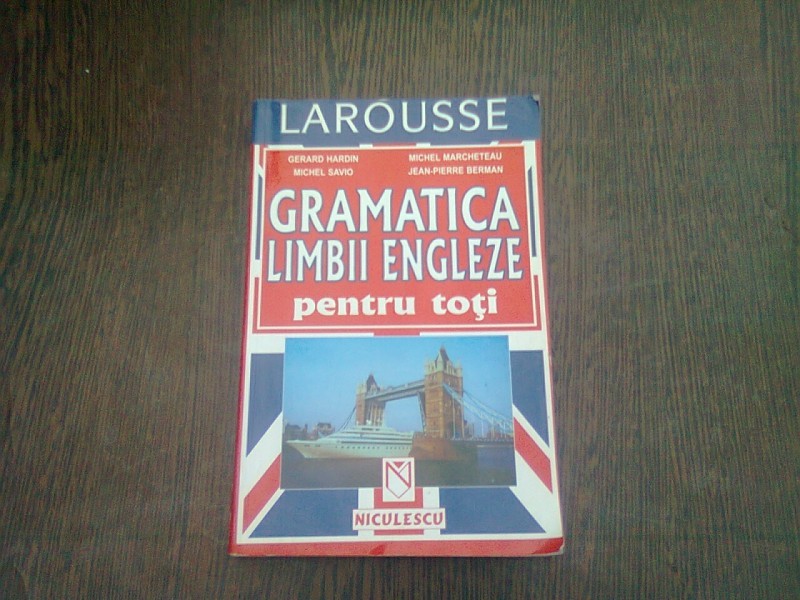 LAROUSSE
GERARD HARDIN MICHEL MARCHETEAU
MICHEL SAVIO JEAN-PIERRE BERMAN
GRAMATICA
LIMBII ENGLEZE
pentru toţi
NICULESCU